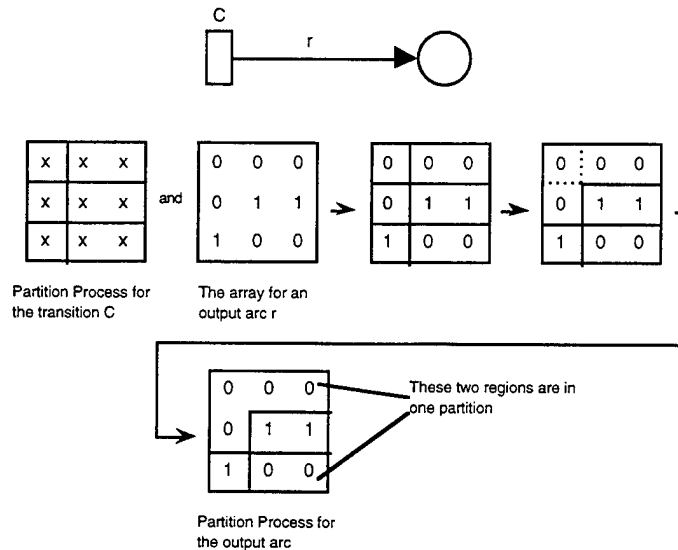 C
r
x x x
x x x
x x x
and
0 0 0
0 1 1
1 0 0
0 0 0
0 1 1
1 0 0
0 0 0
0 1 1
1 0 0
Partition Process for
the transition C
The array for an
output arc r
0 0 0
0 1 1
1 0 0
These two regions are in
one partition
Partition Process for
the output arc